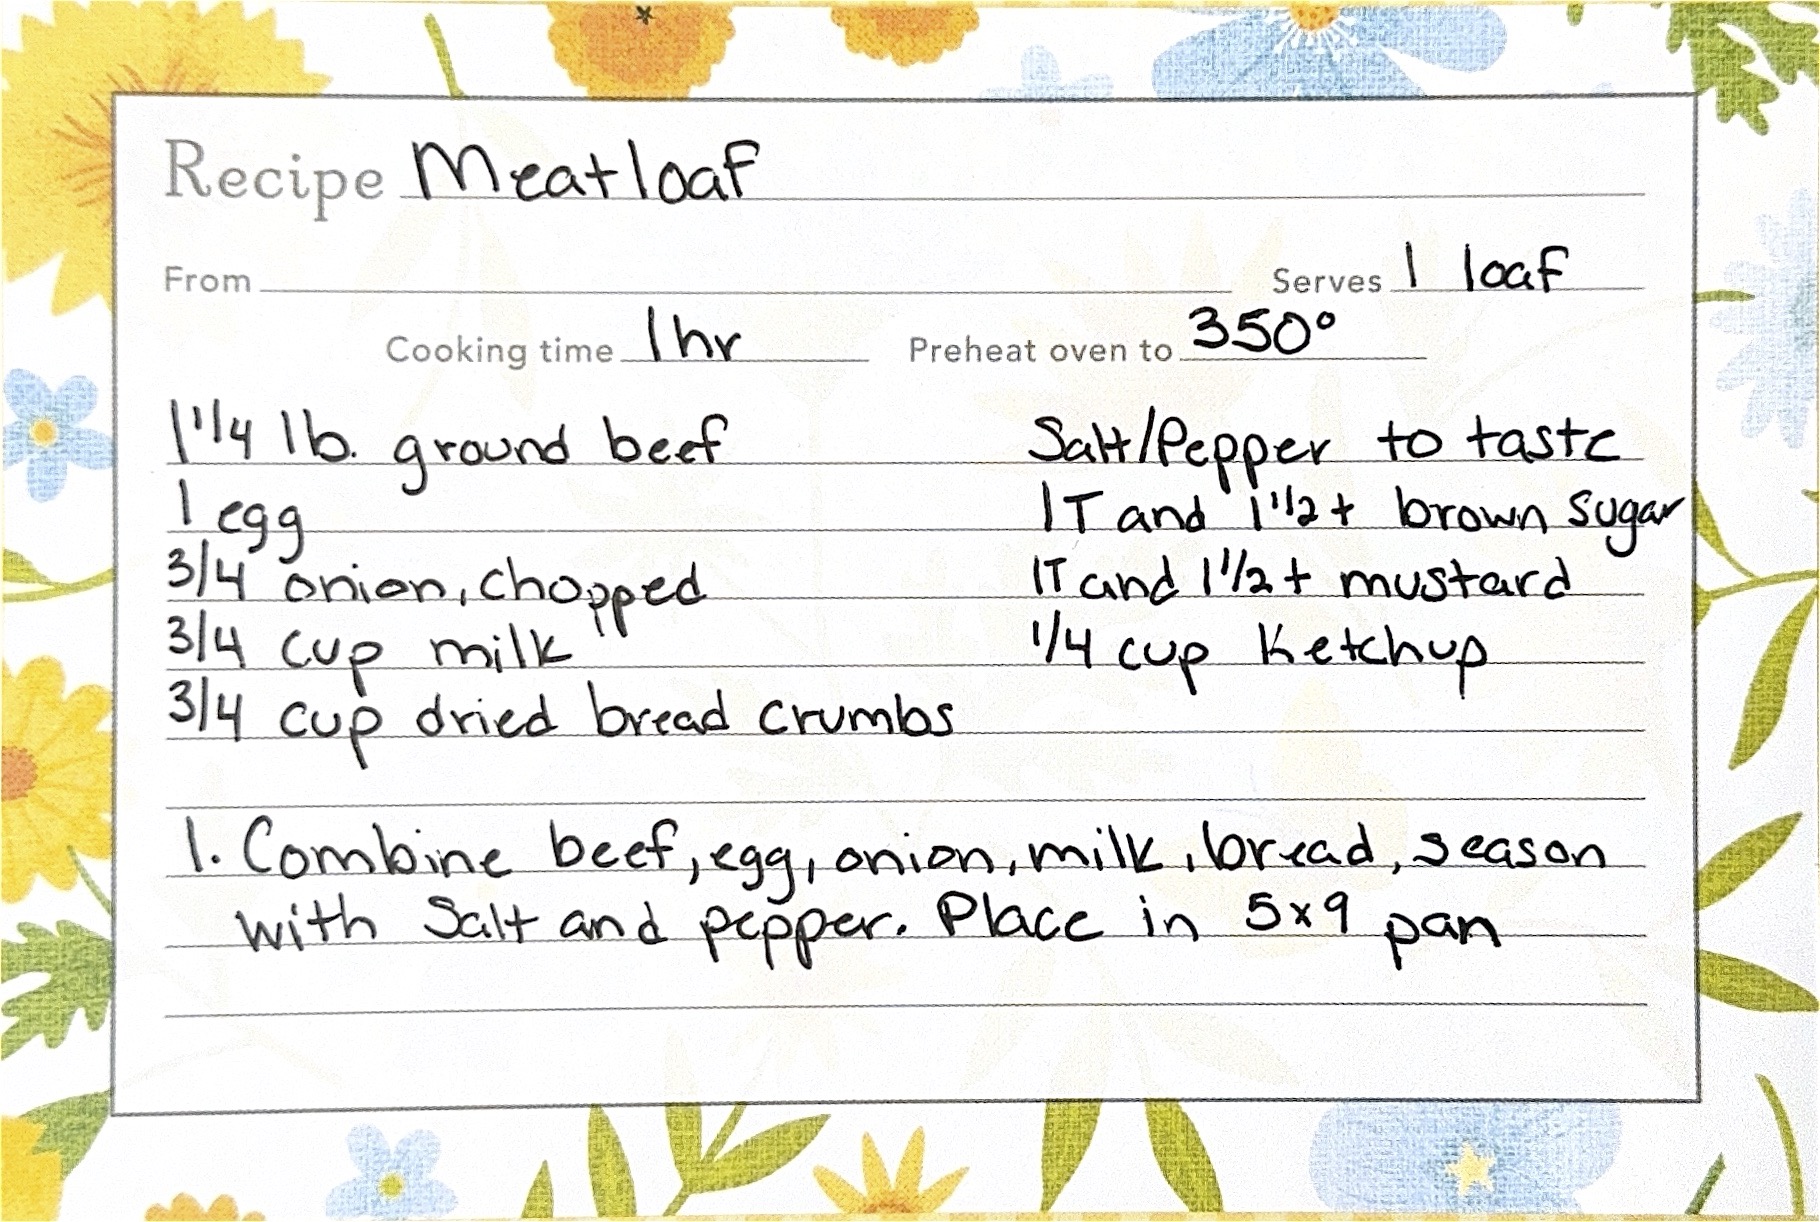 Recipe Meatloaf
From Serves 1 loaf
Cooking time 1hr Preheat oven to 350°
1 1/4 lb. ground beef
1 egg
3/4 onion, chopped
3/4 cup milk
3/4 cup dried bread crumbs
Salt/Pepper to taste
1T and 1 1/2 t brown sugar
1T and 1 1/2 t mustard
1/4 cup Ketchup
1. Combine beef, egg, onion, milk, bread, season
with Salt and pepper. Place in 5x9 pan